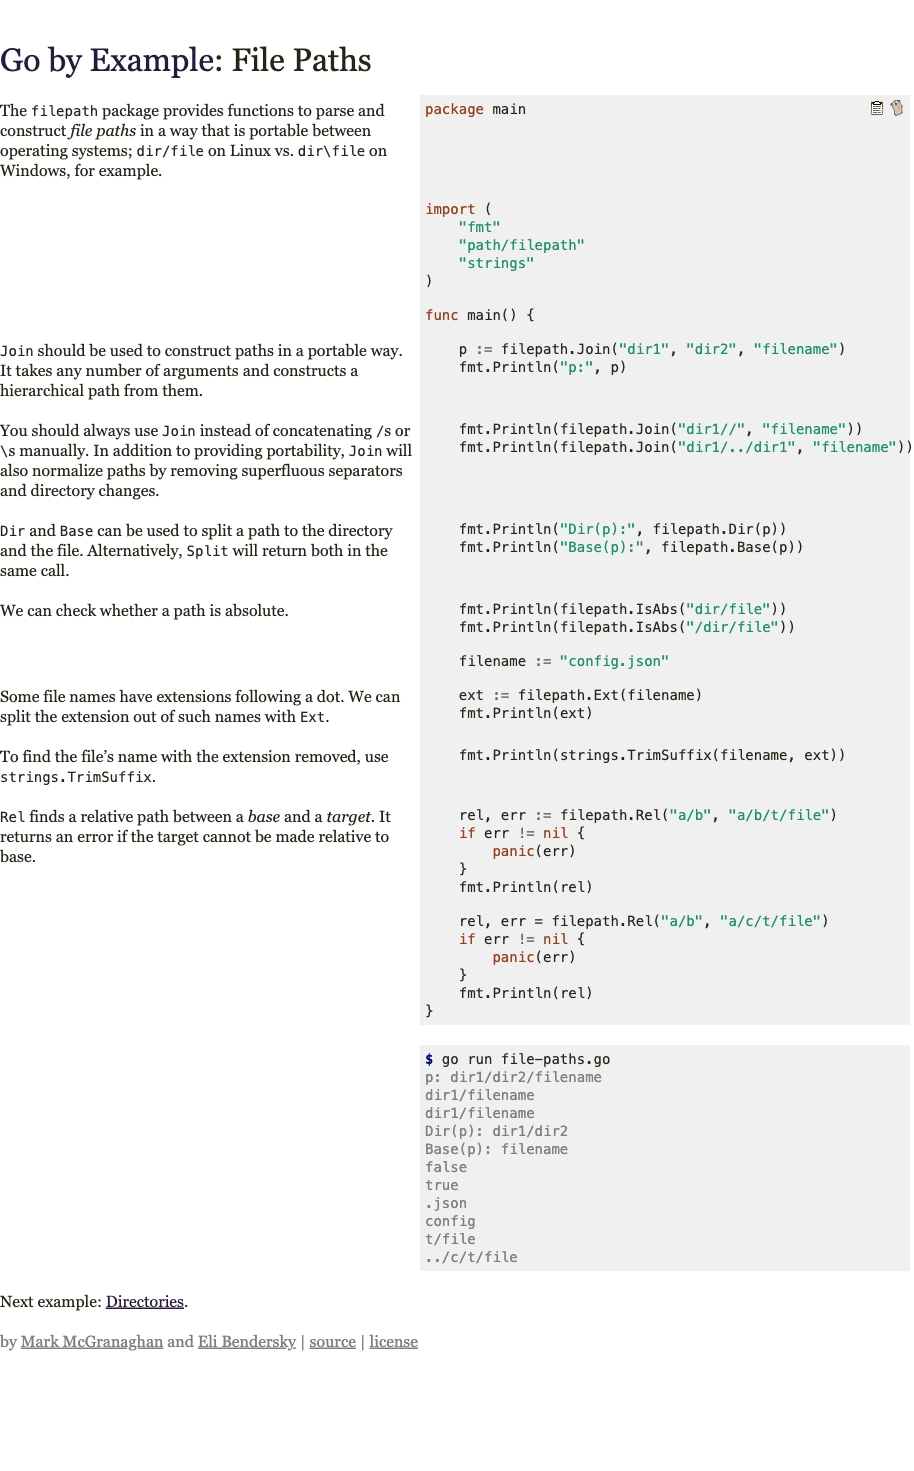 Go by Example: File Paths
The filepath package provides functions to parse and
construct file paths in a way that is portable between
operating systems; dir/file on Linux vs. dir\file on
Windows, for example.
package main
import (
    "fmt"
    "path/filepath"
    "strings"
)
func main() {
Join should be used to construct paths in a portable way.
It takes any number of arguments and constructs a
hierarchical path from them.
    p := filepath.Join("dir1", "dir2", "filename")
    fmt.Println("p:", p)
You should always use Join instead of concatenating /s or
\s manually. In addition to providing portability, Join will
also normalize paths by removing superfluous separators
and directory changes.
    fmt.Println(filepath.Join("dir1//", "filename"))
    fmt.Println(filepath.Join("dir1/../dir1", "filename"))
Dir and Base can be used to split a path to the directory
and the file. Alternatively, Split will return both in the
same call.
    fmt.Println("Dir(p):", filepath.Dir(p))
    fmt.Println("Base(p):", filepath.Base(p))
We can check whether a path is absolute.
    fmt.Println(filepath.IsAbs("dir/file"))
    fmt.Println(filepath.IsAbs("/dir/file"))
    filename := "config.json"
Some file names have extensions following a dot. We can
split the extension out of such names with Ext.
    ext := filepath.Ext(filename)
    fmt.Println(ext)
To find the file’s name with the extension removed, use
strings.TrimSuffix.
    fmt.Println(strings.TrimSuffix(filename, ext))
Rel finds a relative path between a base and a target. It
returns an error if the target cannot be made relative to
base.
    rel, err := filepath.Rel("a/b", "a/b/t/file")
    if err != nil {
        panic(err)
    }
    fmt.Println(rel)
    rel, err = filepath.Rel("a/b", "a/c/t/file")
    if err != nil {
        panic(err)
    }
    fmt.Println(rel)
}
$ go run file-paths.go
p: dir1/dir2/filename
dir1/filename
dir1/filename
Dir(p): dir1/dir2
Base(p): filename
false
true
.json
config
t/file
../c/t/file
Next example: Directories.
by Mark McGranaghan and Eli Bendersky | source | license